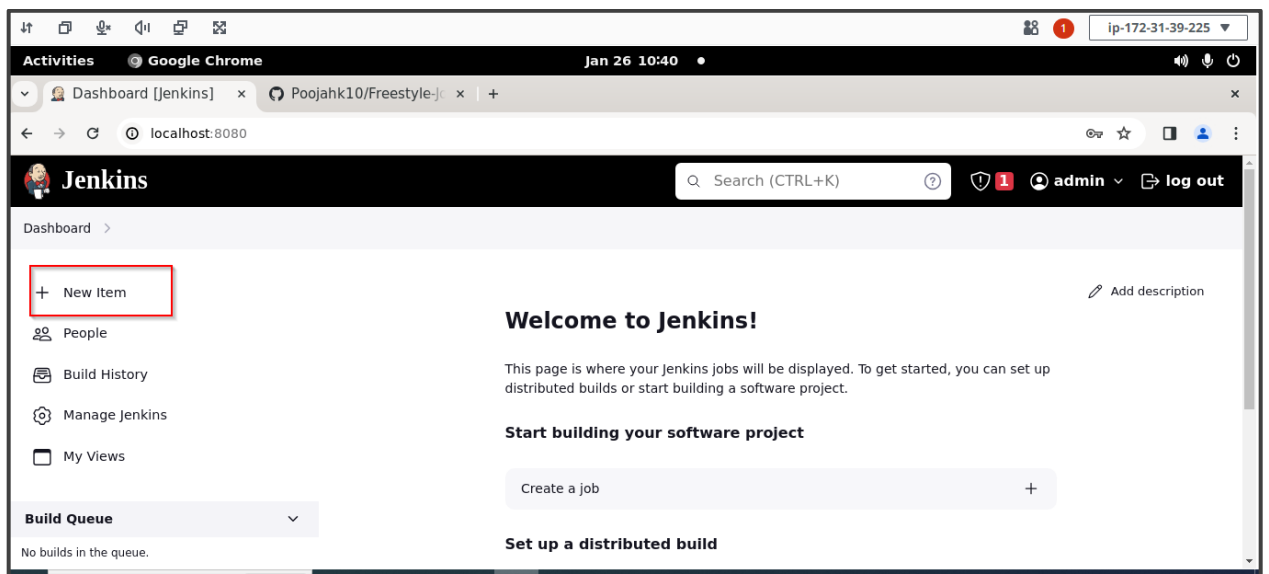 1 ip-172-31-39-225
Activities Google Chrome Jan 26 10:40
Dashboard [Jenkins] × Poojahk10/Freestyle-Jo × +
localhost:8080
Jenkins Search (CTRL+K) 1 admin log out
Dashboard
New Item
Add description
People
Build History
Manage Jenkins
My Views
Build Queue
No builds in the queue.
Welcome to Jenkins!
This page is where your Jenkins jobs will be displayed. To get started, you can set up
distributed builds or start building a software project.
Start building your software project
Create a job
Set up a distributed build